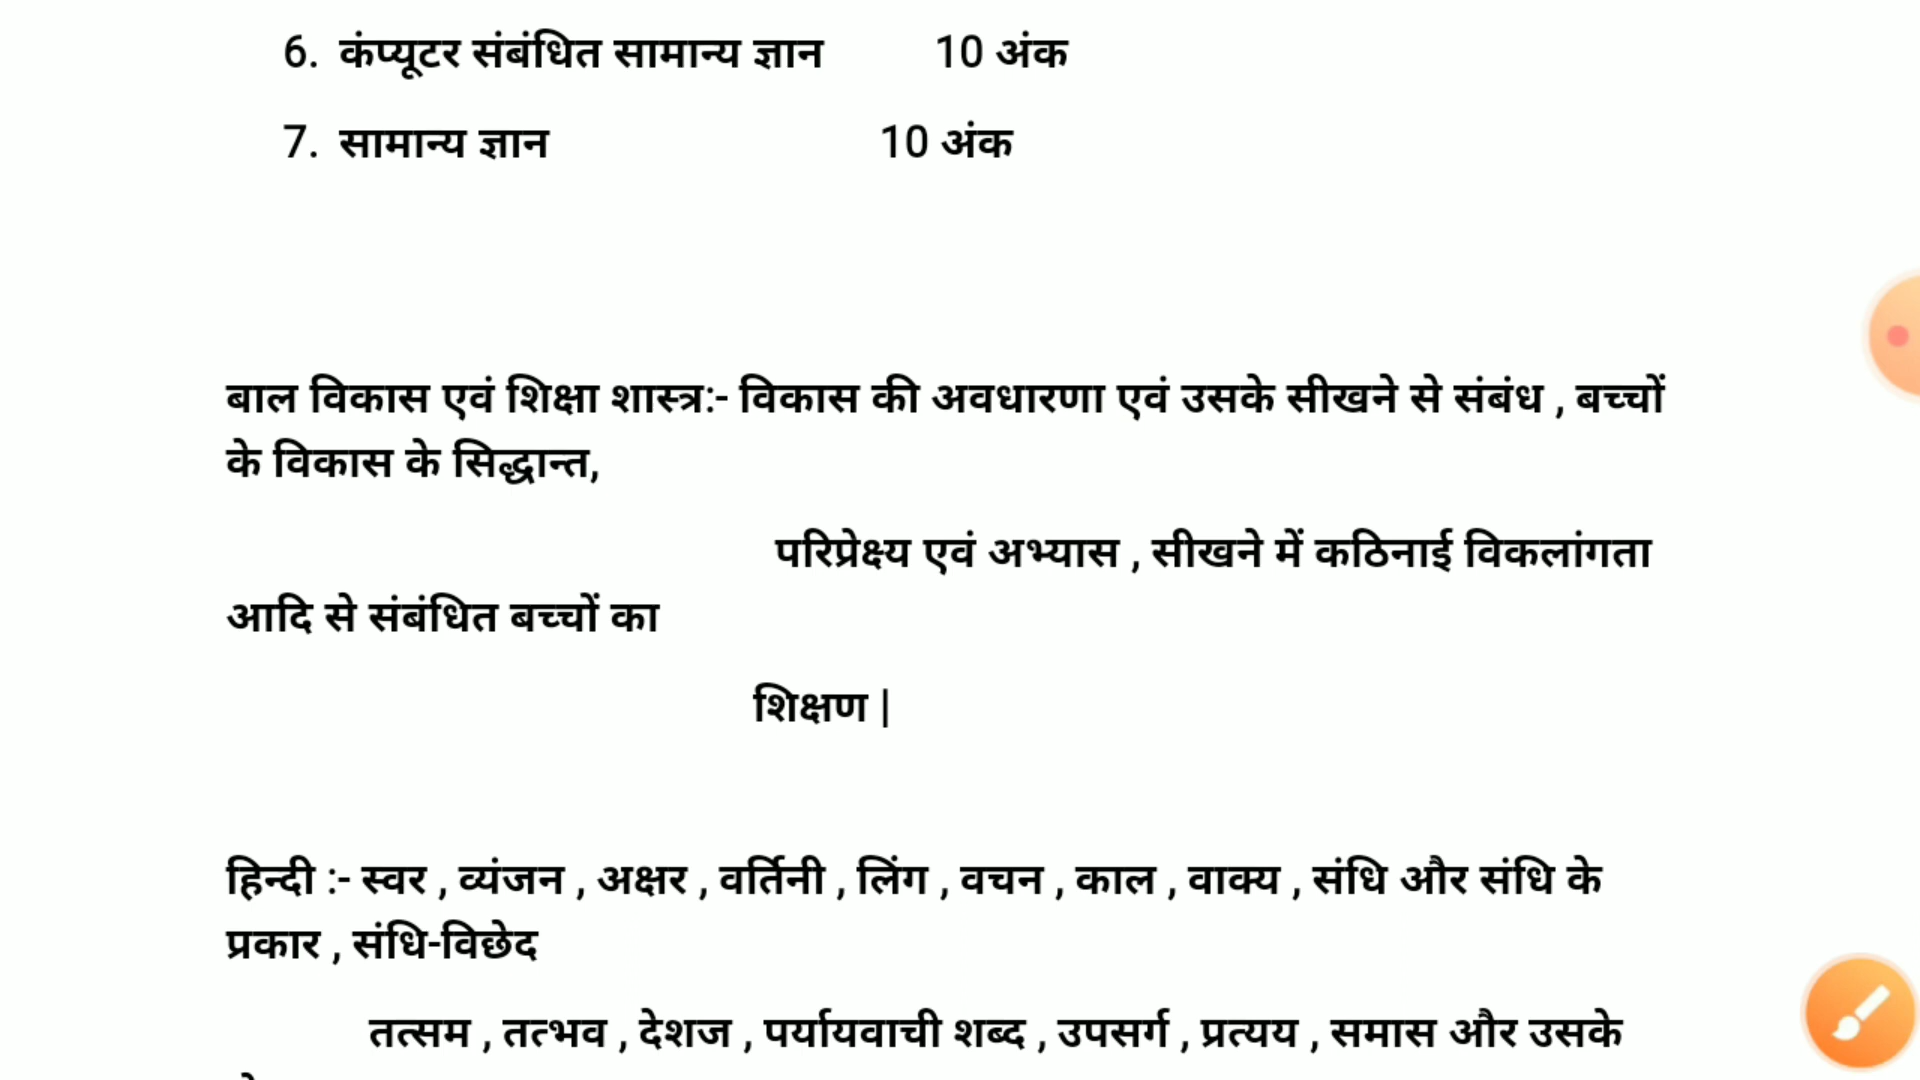 6. कंप्यूटर संबंधित सामान्य ज्ञान 10 अंक
7. सामान्य ज्ञान 10 अंक
बाल विकास एवं शिक्षा शास्त्र:- विकास की अवधारणा एवं उसके सीखने से संबंध , बच्चों
के विकास के सिद्धान्त,
परिप्रेक्ष्य एवं अभ्यास , सीखने में कठिनाई विकलांगता
आदि से संबंधित बच्चों का
शिक्षण |
हिन्दी :- स्वर , व्यंजन , अक्षर , वर्तिनी , लिंग , वचन , काल , वाक्य , संधि और संधि के
प्रकार , संधि-विछेद
तत्सम , तत्भव , देशज , पर्यायवाची शब्द , उपसर्ग , प्रत्यय , समास और उसके